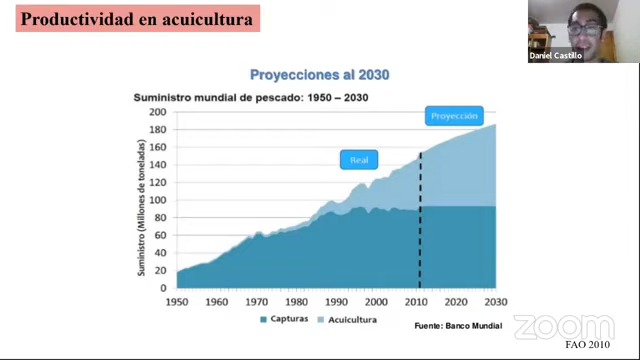 Productividad en acuicultura
Daniel Castillo
Proyecciones al 2030
Suministro mundial de pescado: 1950 – 2030
Suministro (Millones de toneladas)
200
180
160
140
120
100
80
60
40
20
0
Real
Proyección
1950 1960 1970 1980 1990 2000 2010 2020 2030
Capturas Acuicultura
Fuente: Banco Mundial
zoom
FAO 2010